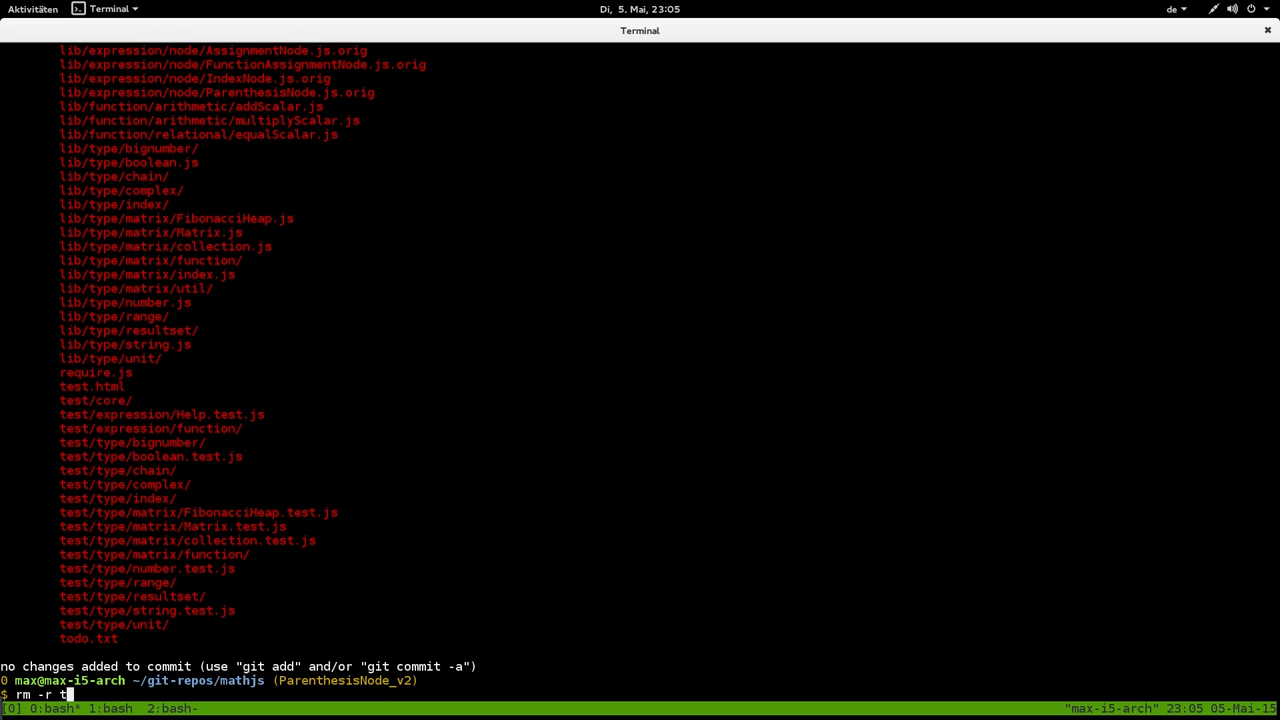 Aktivitäten Terminal Di, 5. Mai, 23:05 de
Terminal
lib/expression/node/AssignmentNode.js.orig
lib/expression/node/FunctionAssignmentNode.js.orig
lib/expression/node/IndexNode.js.orig
lib/expression/node/ParenthesisNode.js.orig
lib/function/arithmetic/addScalar.js
lib/function/arithmetic/multiplyScalar.js
lib/function/relational/equalScalar.js
lib/type/bignumber/
lib/type/boolean.js
lib/type/chain/
lib/type/complex/
lib/type/index/
lib/type/matrix/FibonacciHeap.js
lib/type/matrix/Matrix.js
lib/type/matrix/collection.js
lib/type/matrix/function/
lib/type/matrix/index.js
lib/type/matrix/util/
lib/type/number.js
lib/type/range/
lib/type/resultset/
lib/type/string.js
lib/type/unit/
require.js
test.html
test/core/
test/expression/Help.test.js
test/expression/function/
test/type/bignumber/
test/type/boolean.test.js
test/type/chain/
test/type/complex/
test/type/index/
test/type/matrix/FibonacciHeap.test.js
test/type/matrix/Matrix.test.js
test/type/matrix/collection.test.js
test/type/matrix/function/
test/type/number.test.js
test/type/range/
test/type/resultset/
test/type/string.test.js
test/type/unit/
todo.txt
no changes added to commit (use "git add" and/or "git commit -a")
0 max@max-i5-arch ~/git-repos/mathjs (ParenthesisNode_v2)
$ rm -r t
[0] 0:bash* 1:bash 2:bash- "max-i5-arch" 23:05 05-Mai-15